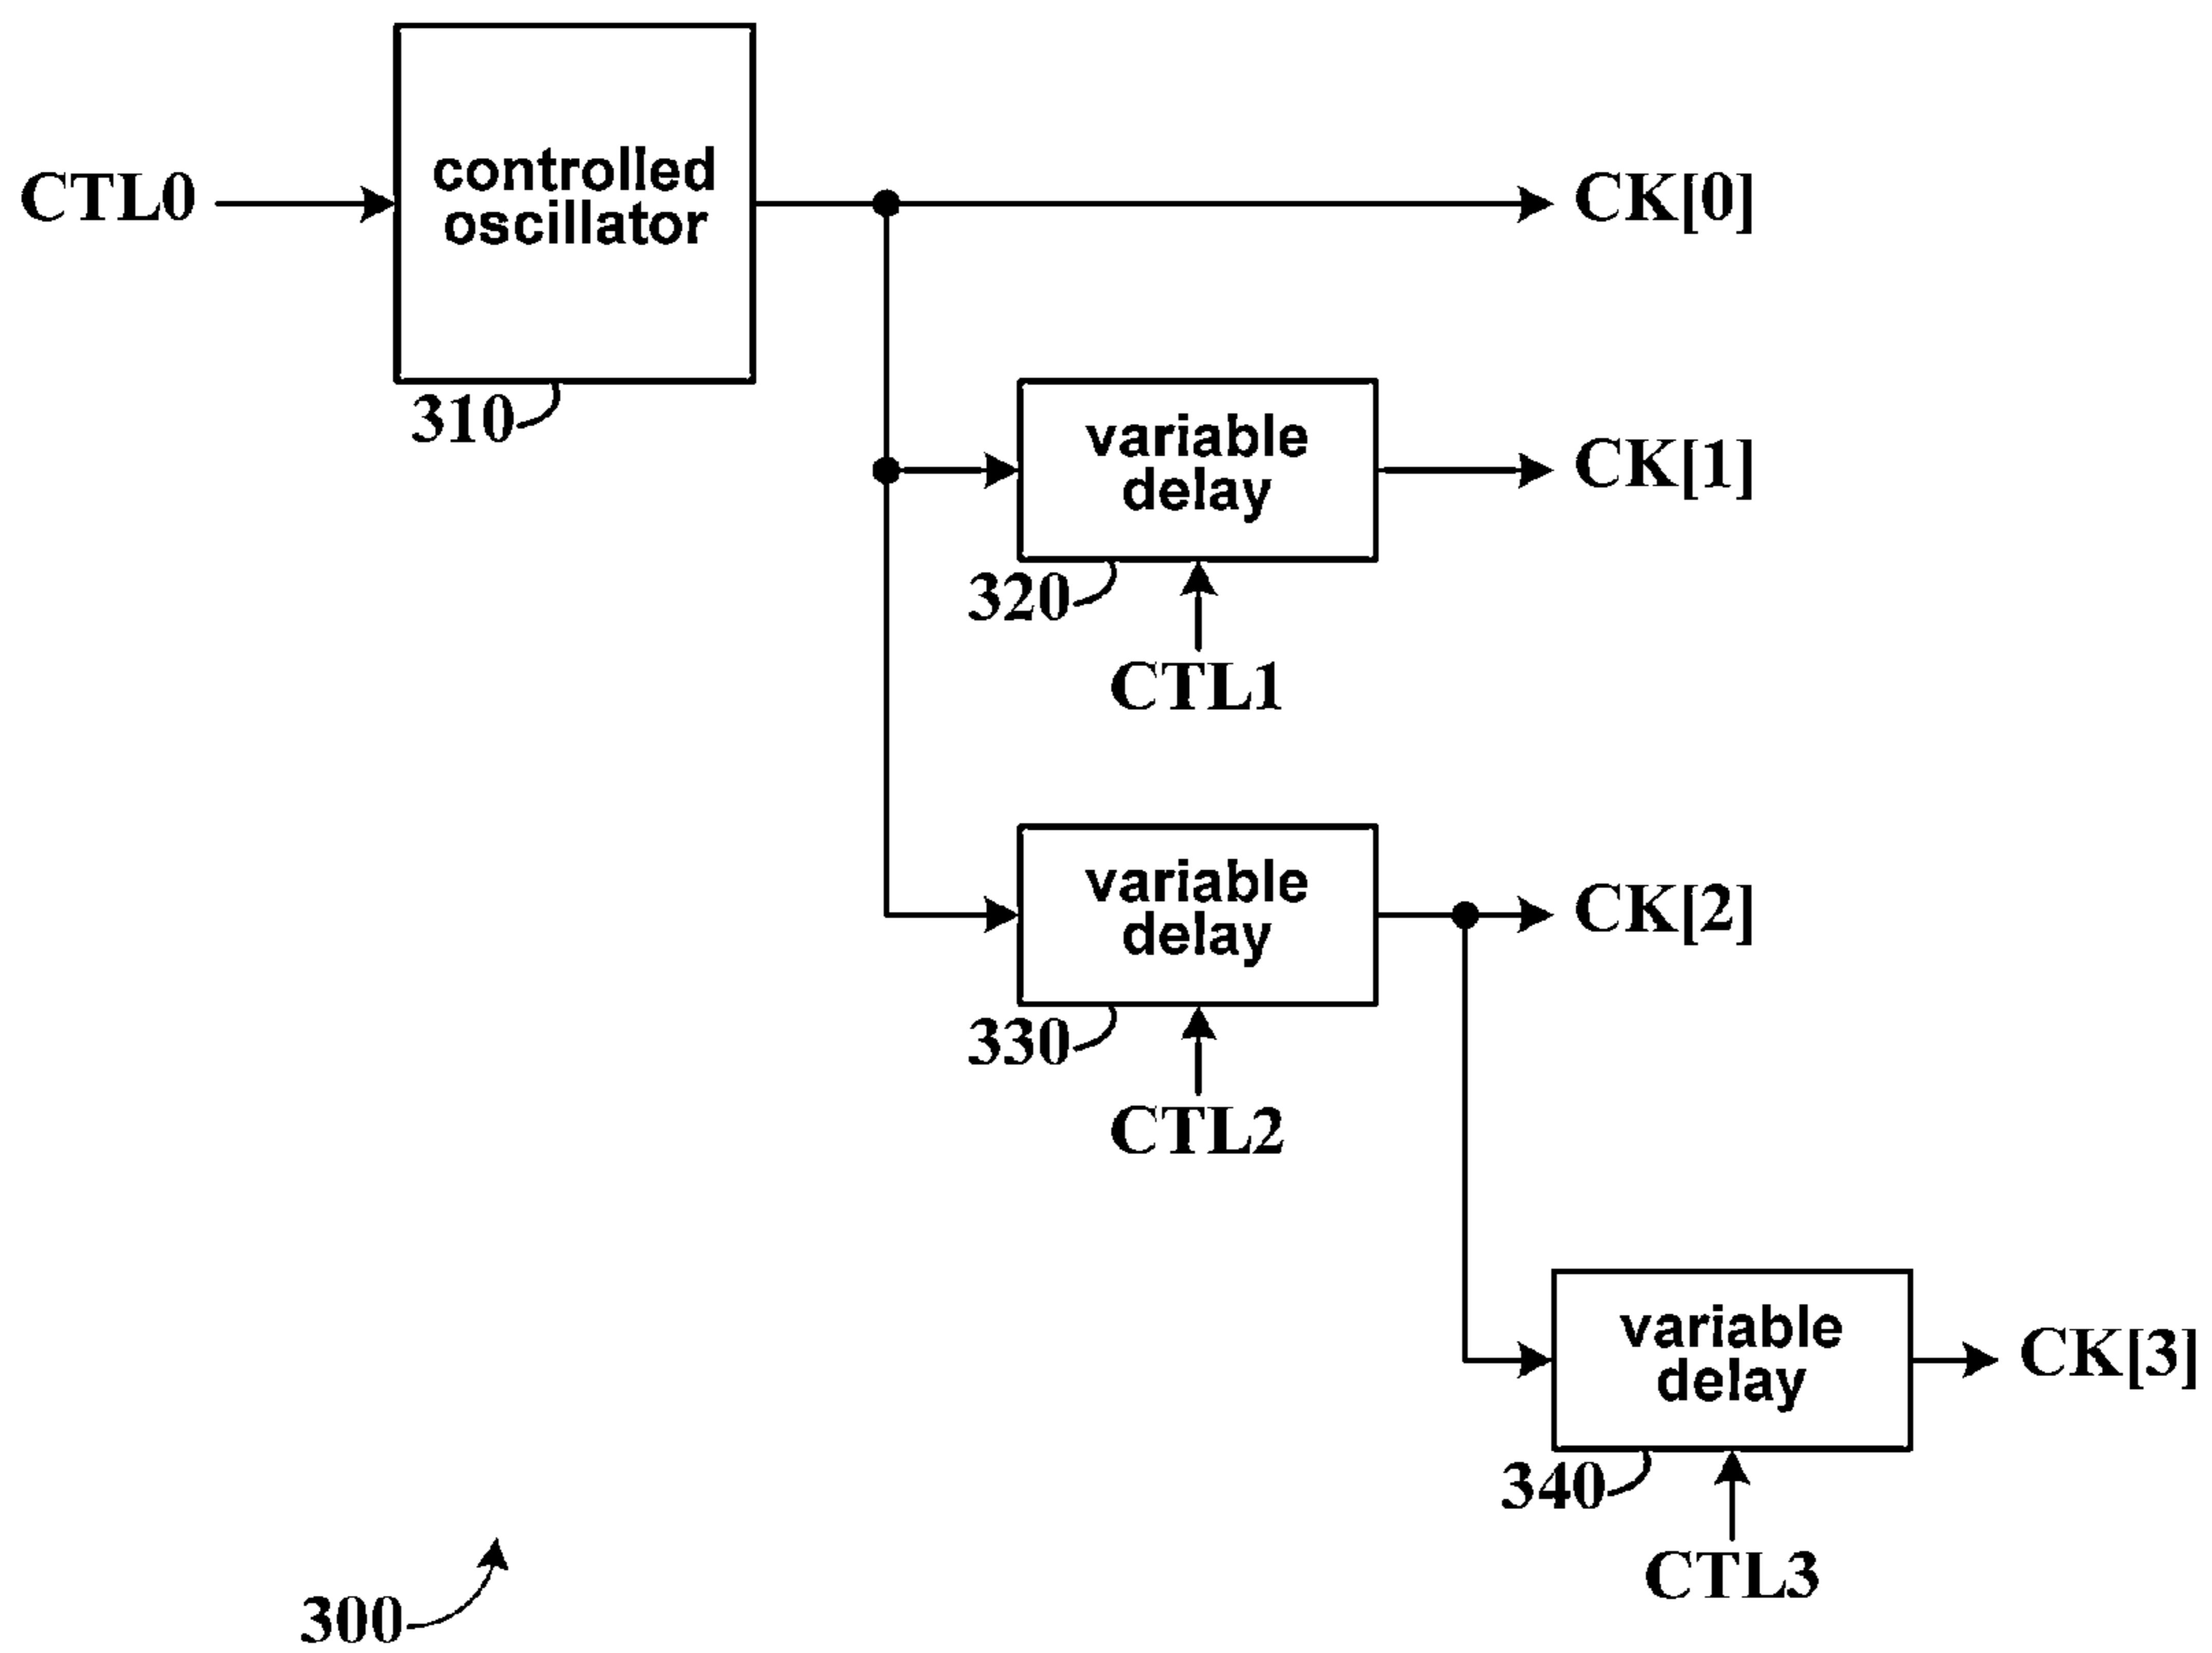 CTL0
controlled
oscillator
CK[0]
310
variable
delay
CK[1]
320
CTL1
variable
delay
CK[2]
330
CTL2
variable
delay
CK[3]
340
CTL3
300